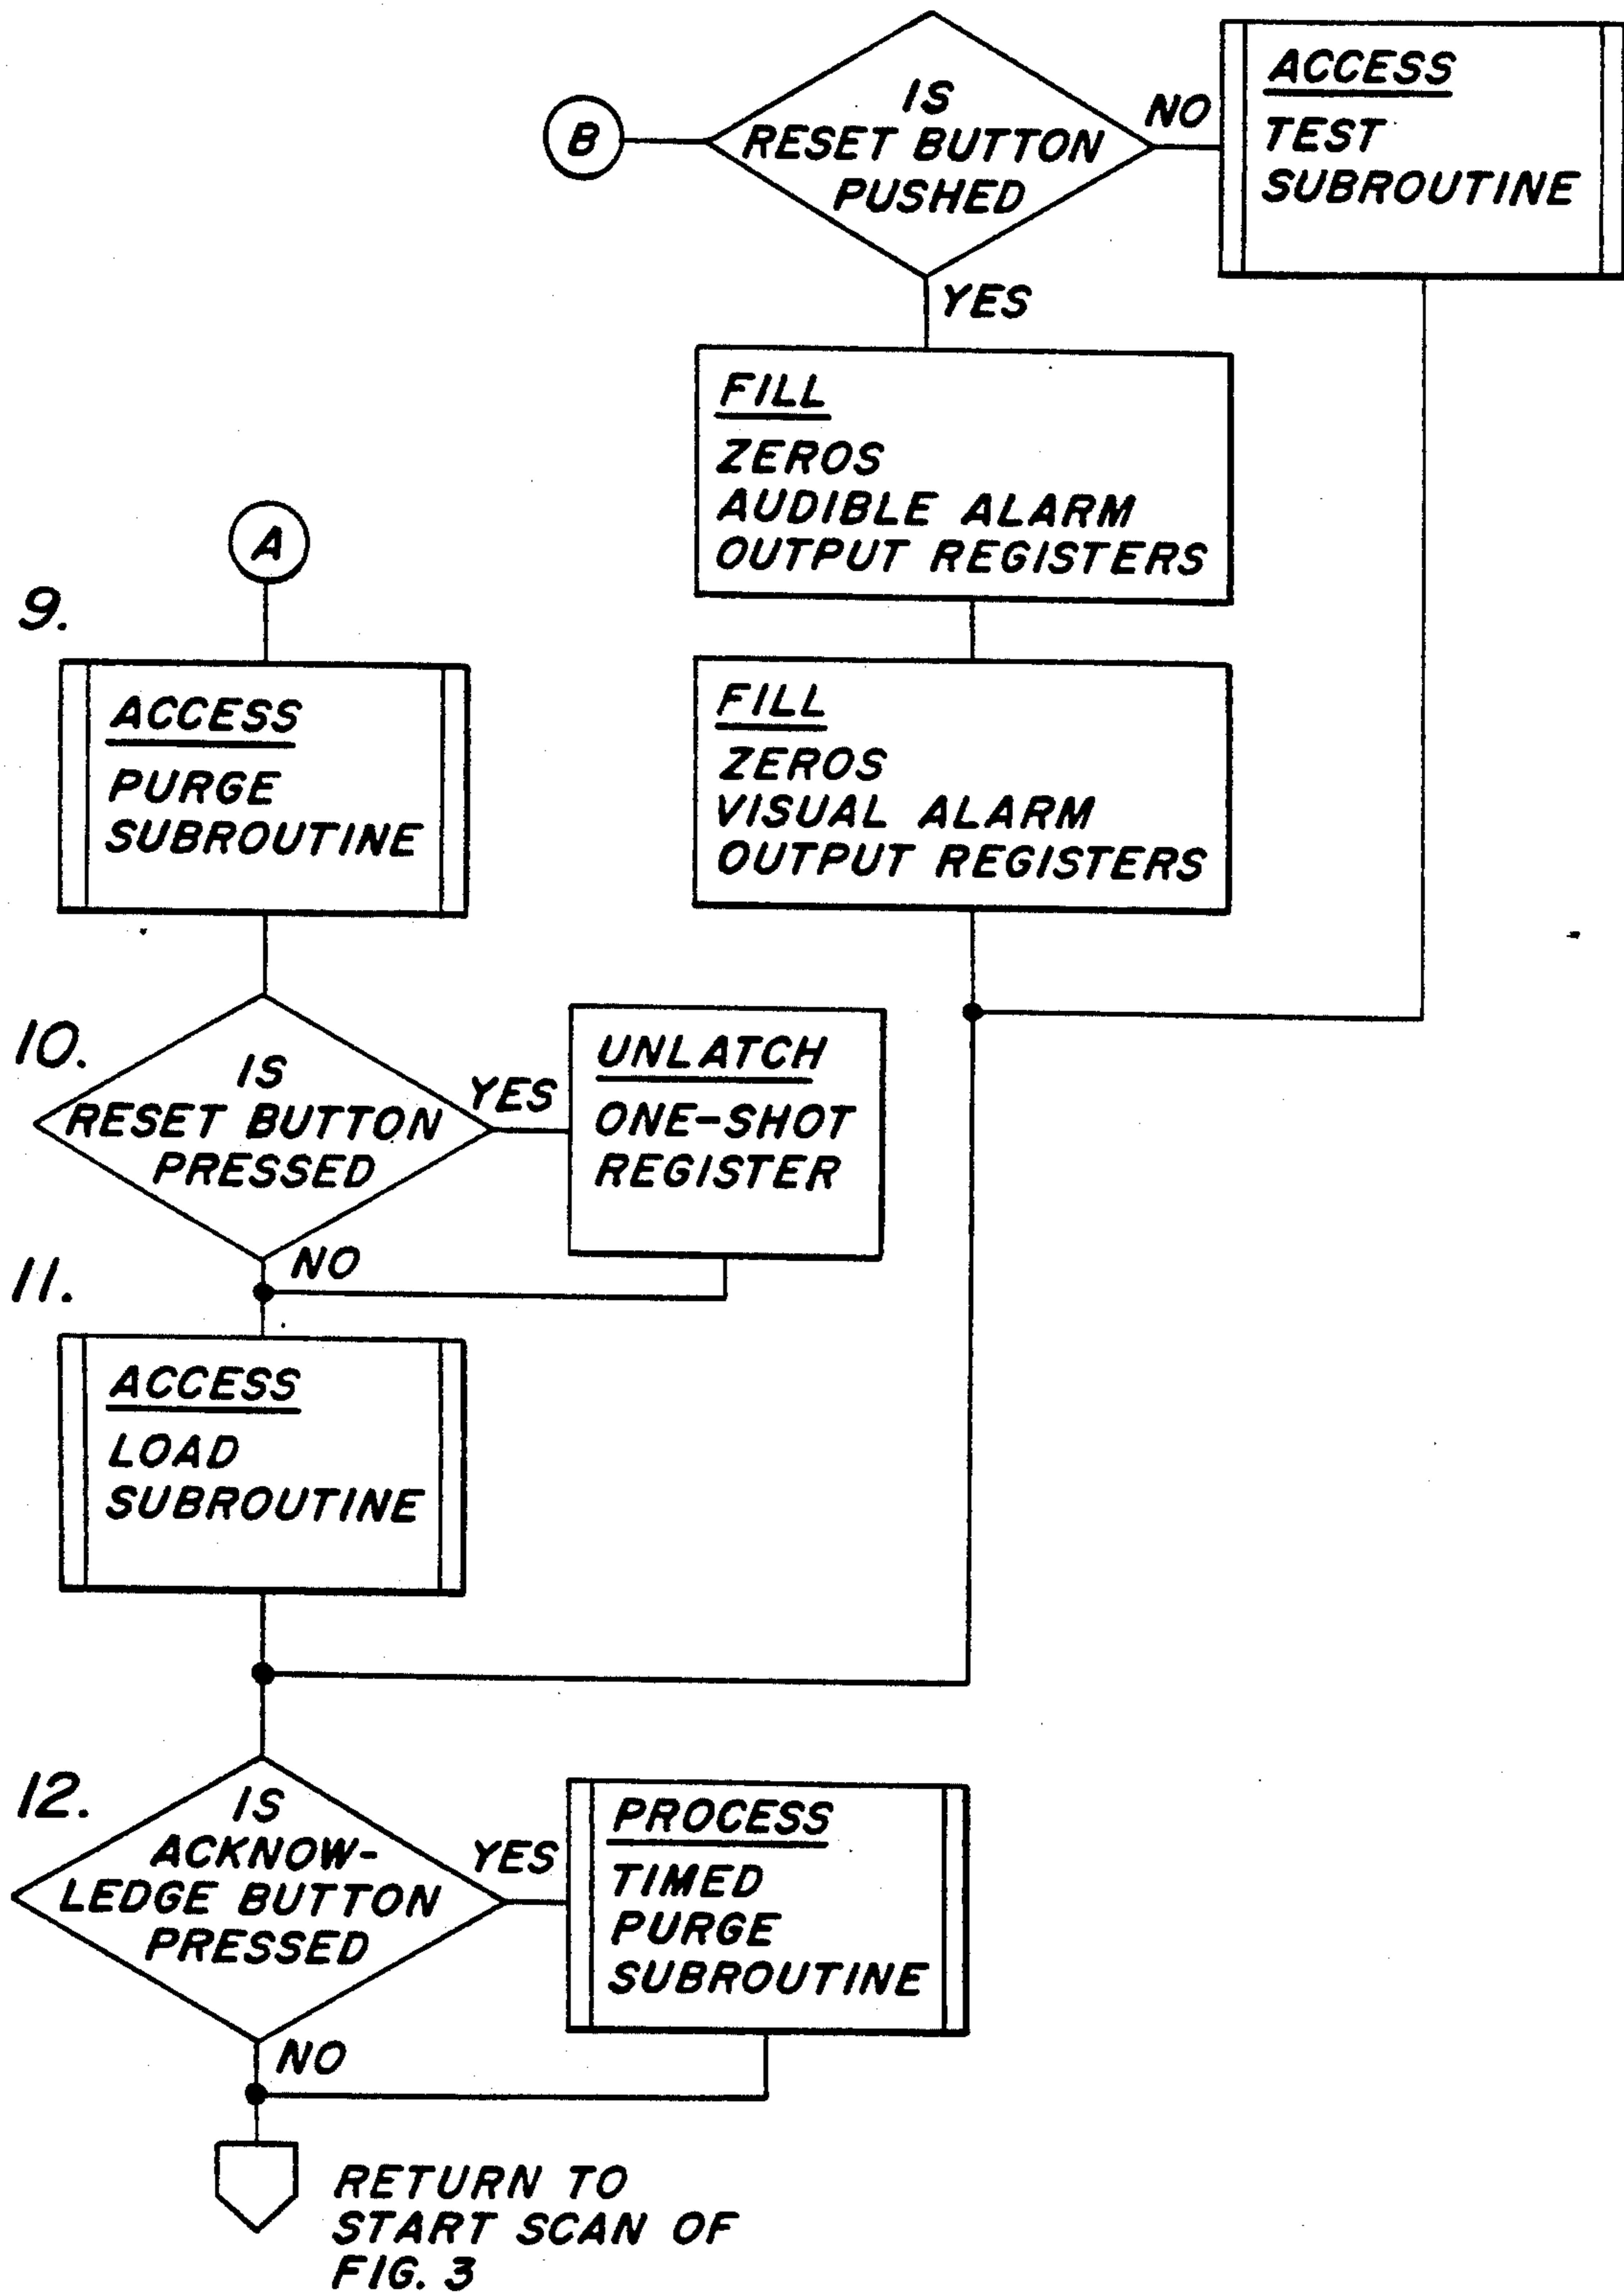 B
IS
RESET BUTTON
PUSHED
NO
ACCESS
TEST
SUBROUTINE
YES
FILL
ZEROS
AUDIBLE ALARM
OUTPUT REGISTERS
FILL
ZEROS
VISUAL ALARM
OUTPUT REGISTERS
A
9.
ACCESS
PURGE
SUBROUTINE
10.
IS
RESET BUTTON
PRESSED
YES
UNLATCH
ONE-SHOT
REGISTER
NO
11.
ACCESS
LOAD
SUBROUTINE
12.
IS
ACKNOW-
LEDGE BUTTON
PRESSED
YES
PROCESS
TIMED
PURGE
SUBROUTINE
NO
RETURN TO
START SCAN OF
FIG. 3